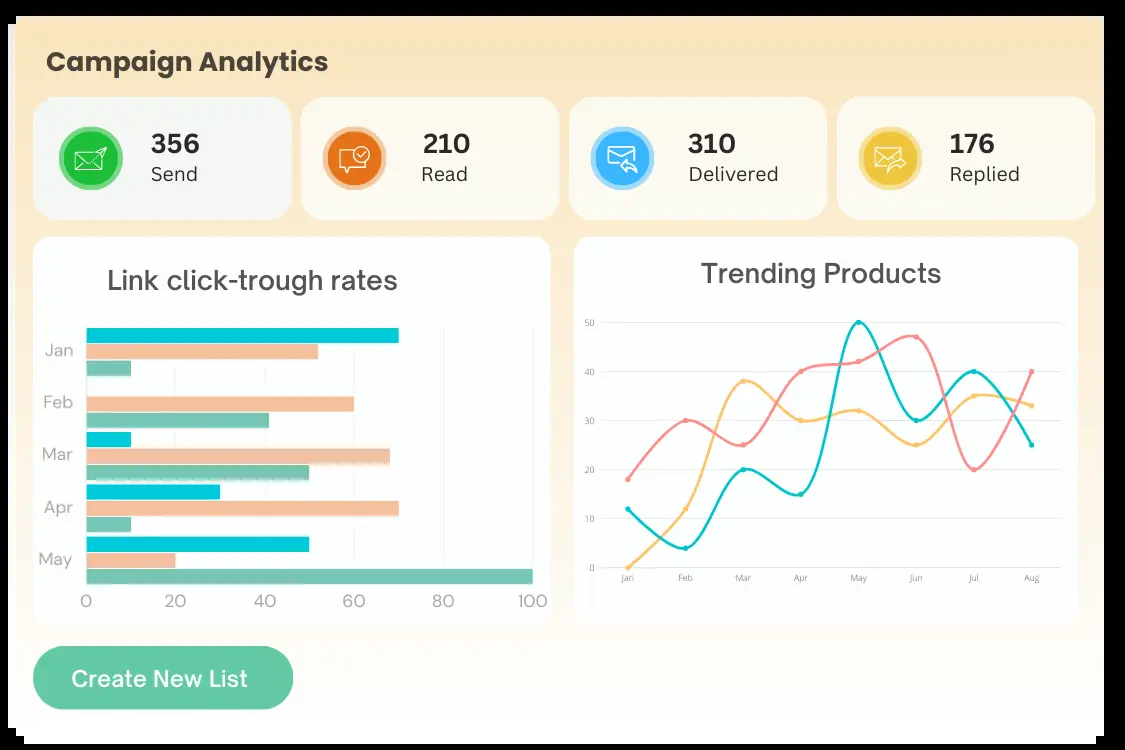 Campaign Analytics
356
Send
210
Read
310
Delivered
176
Replied
Link click-trough rates
Jan
Feb
Mar
Apr
May
0 20 40 60 80 100
Trending Products
50
40
30
20
10
0
Jan Feb Mar Apr May Jun Jul Aug
Create New List